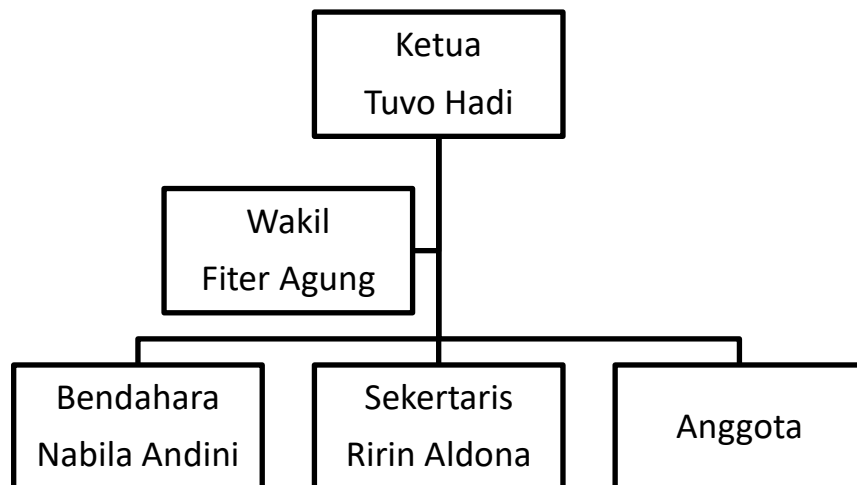 Ketua
Tuvo Hadi
Wakil
Fiter Agung
Bendahara
Nabila Andini
Sekertaris
Ririn Aldona
Anggota